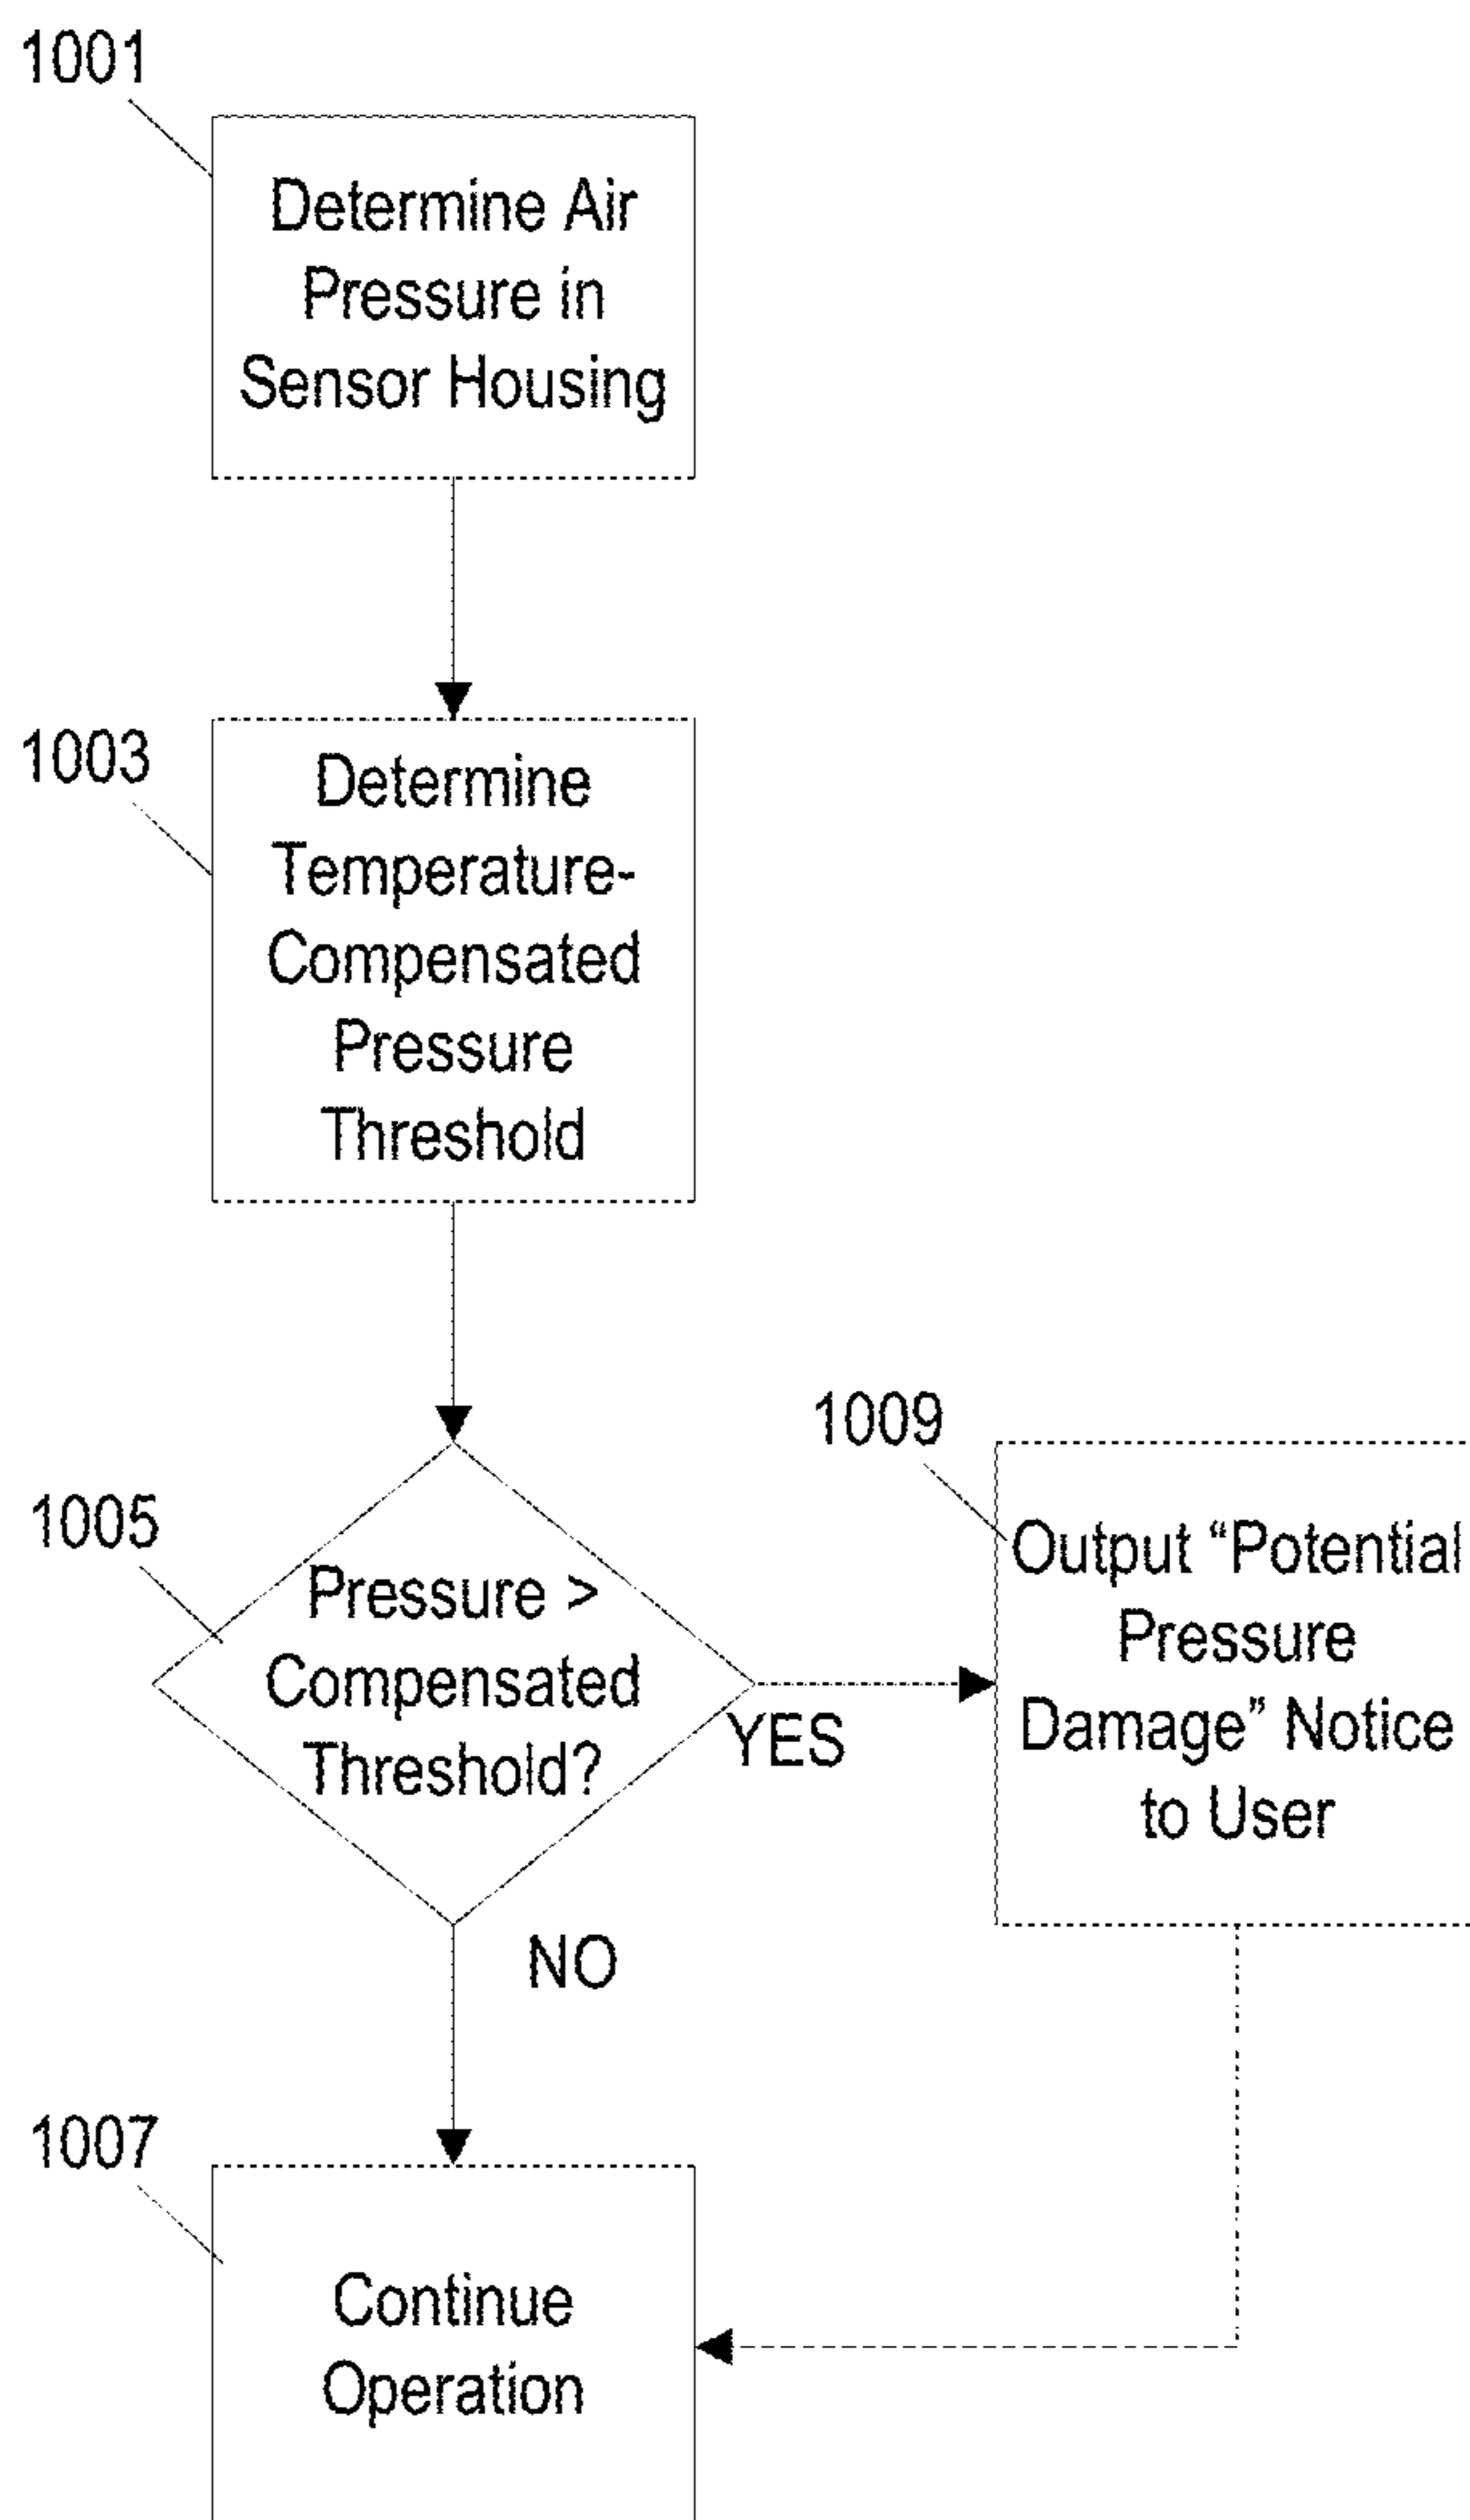 1001
Determine Air
Pressure in
Sensor Housing
1003
Determine
Temperature-
Compensated
Pressure
Threshold
1005
Pressure >
Compensated
Threshold?
YES
1009
Output “Potential
Pressure
Damage” Notice
to User
NO
1007
Continue
Operation